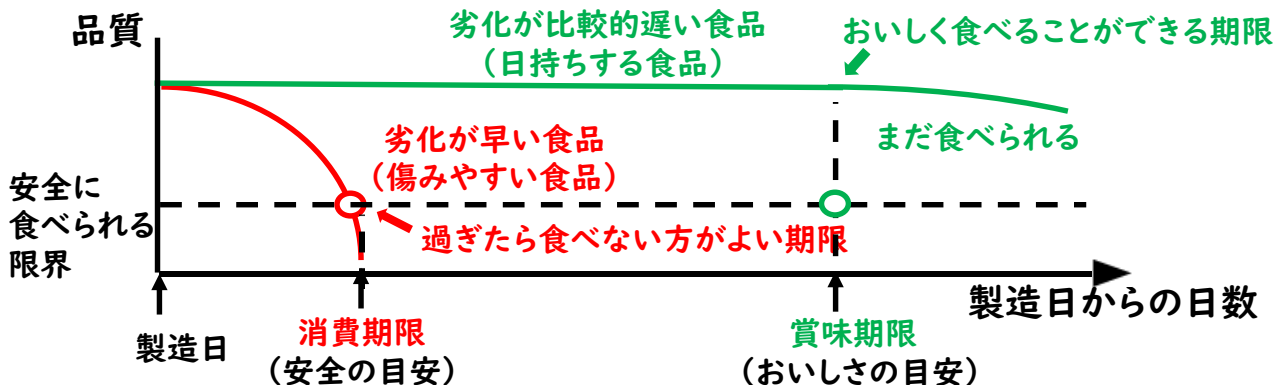 品質
劣化が比較的遅い食品
（日持ちする食品）
おいしく食べることができる期限
まだ食べられる
劣化が早い食品
（傷みやすい食品）
安全に
食べられる
限界
過ぎたら食べない方がよい期限
製造日からの日数
製造日
消費期限
（安全の目安）
賞味期限
（おいしさの目安）